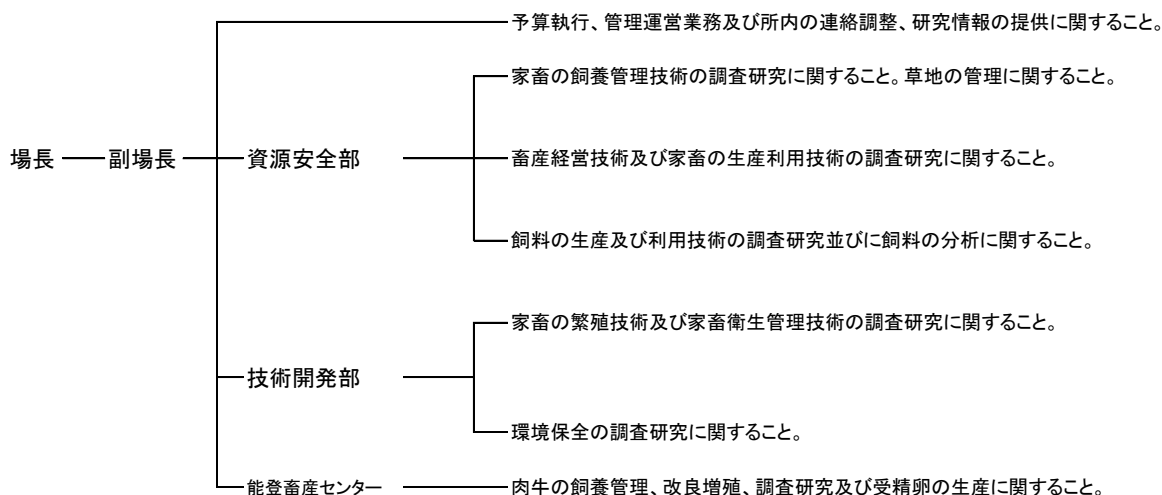 予算執行、管理運営業務及び所内の連絡調整、研究情報の提供に関すること。
家畜の飼養管理技術の調査研究に関すること。草地の管理に関すること。
場長 副場長 資源安全部 畜産経営技術及び家畜の生産利用技術の調査研究に関すること。
飼料の生産及び利用技術の調査研究並びに飼料の分析に関すること。
家畜の繁殖技術及び家畜衛生管理技術の調査研究に関すること。
技術開発部
環境保全の調査研究に関すること。
能登畜産センター 肉牛の飼養管理、改良増殖、調査研究及び受精卵の生産に関すること。